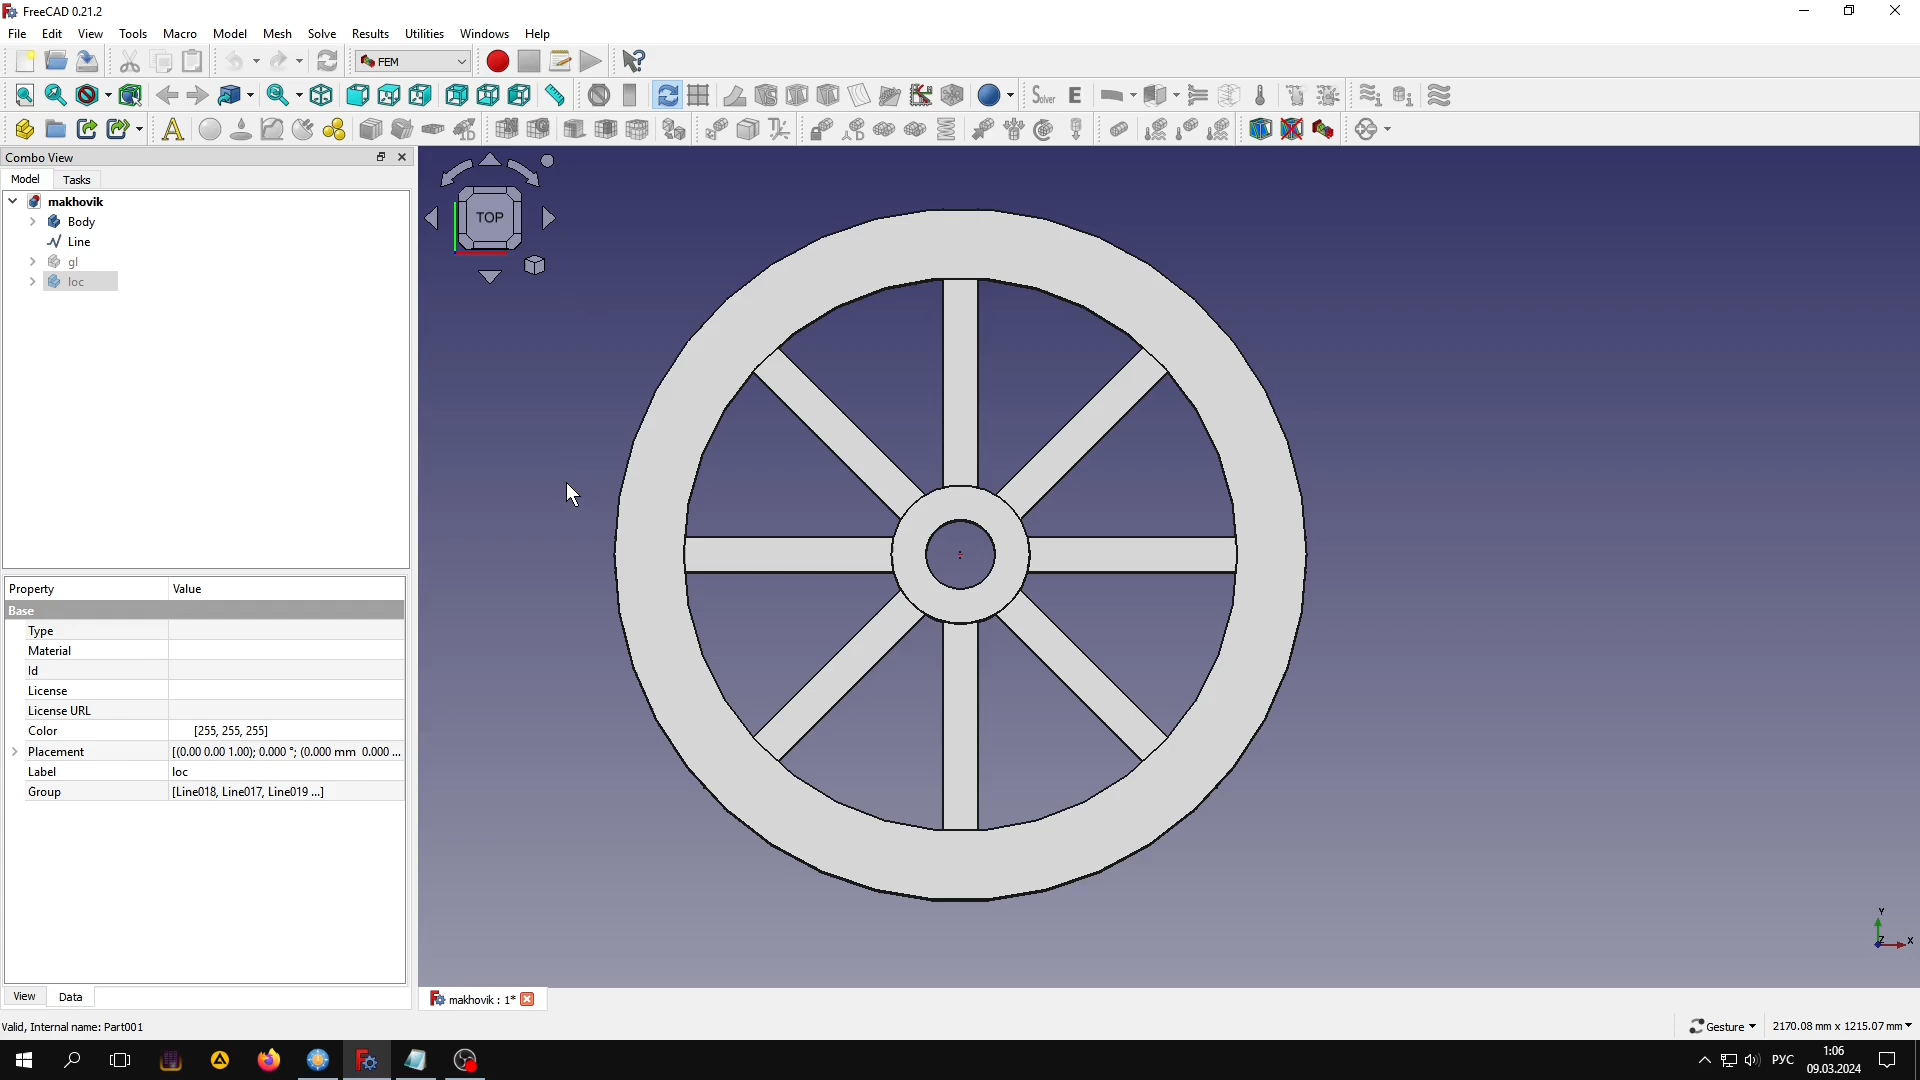 FreeCAD 0.21.2
File Edit View Tools Macro Model Mesh Solve Results Utilities Windows Help
FEM
Solver E
A
Combo View
Model Tasks
TOP
makhovik
Body
Line
gl
loc
Property Value
Base
Type
Material
Id
License
License URL
Color [255, 255, 255]
Placement [(0.00 0.00 1.00); 0.000 °; (0.000 mm 0.000 ...
Label loc
Group [Line018, Line017, Line019 ...]
Y
Z X
View Data
makhovik : 1*
Valid, Internal name: Part001
Gesture 2170.08 mm x 1215.07 mm
РУС
1:06
09.03.2024